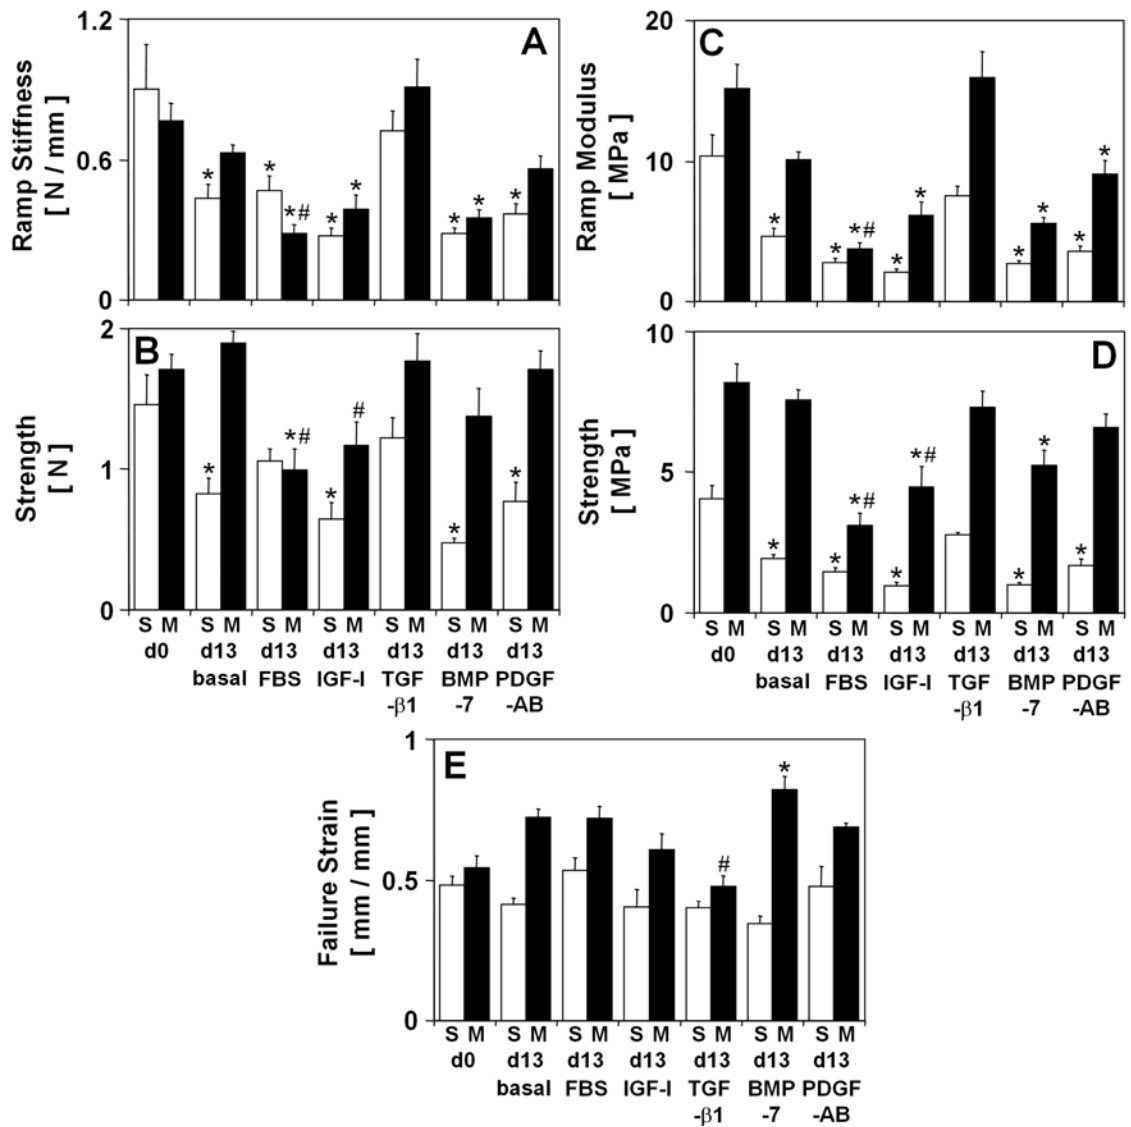 A
Ramp Stiffness
[ N / mm ]
1.2
0.6
0
*
*
*#
*
*
*
*
*
C
Ramp Modulus
[ MPa ]
20
10
0
*
*
*#
*
*
*
*
*
*
B
Strength
[ N ]
2
1
0
*
*#
*
#
*
*
S M S M S M S M S M S M S M
d0 d13 d13 d13 d13 d13 d13
basal FBS IGF-I TGF BMP PDGF
-β1 -7 -AB
D
Strength
[ MPa ]
10
5
0
*
*
*#
*
*#
*
*
*
S M S M S M S M S M S M S M
d0 d13 d13 d13 d13 d13 d13
basal FBS IGF-I TGF BMP PDGF
-β1 -7 -AB
E
Failure Strain
[ mm / mm ]
1
0.5
0
#
*
S M S M S M S M S M S M S M
d0 d13 d13 d13 d13 d13 d13
basal FBS IGF-I TGF BMP PDGF
-β1 -7 -AB